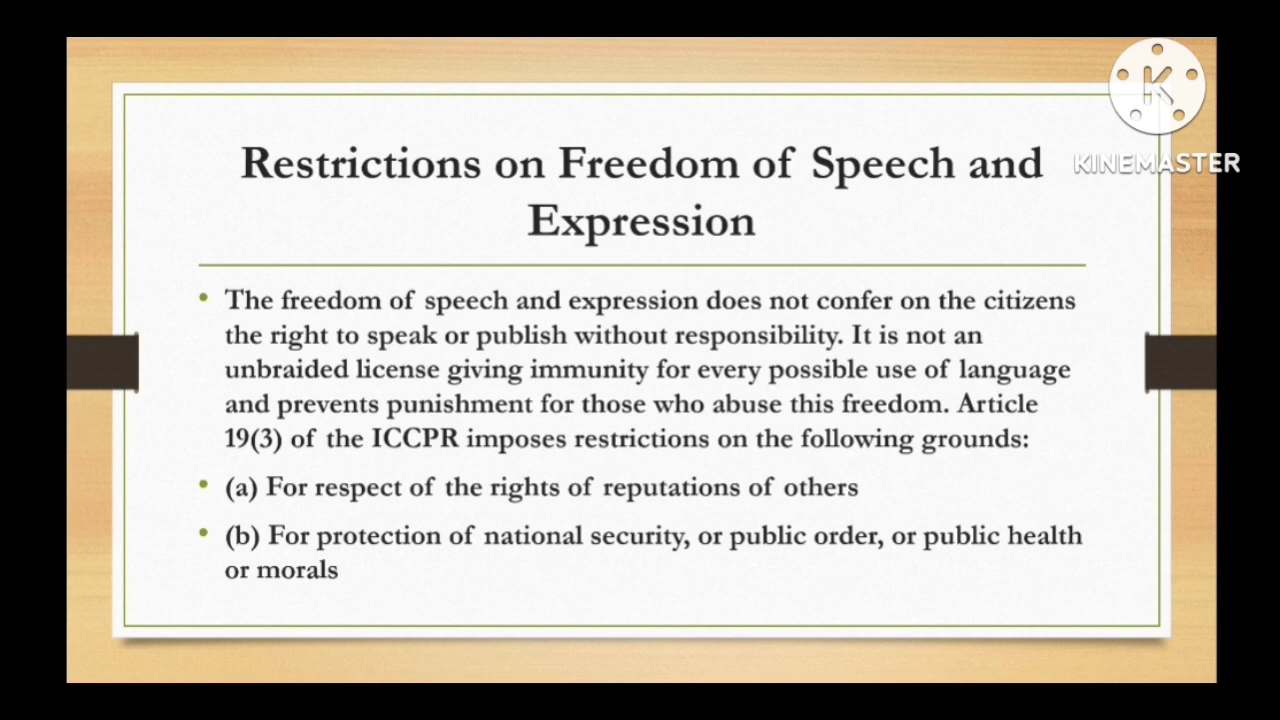 KINEMASTER
Restrictions on Freedom of Speech and
Expression
• The freedom of speech and expression does not confer on the citizens
the right to speak or publish without responsibility. It is not an
unbraided license giving immunity for every possible use of language
and prevents punishment for those who abuse this freedom. Article
19(3) of the ICCPR imposes restrictions on the following grounds:
• (a) For respect of the rights of reputations of others
• (b) For protection of national security, or public order, or public health
or morals